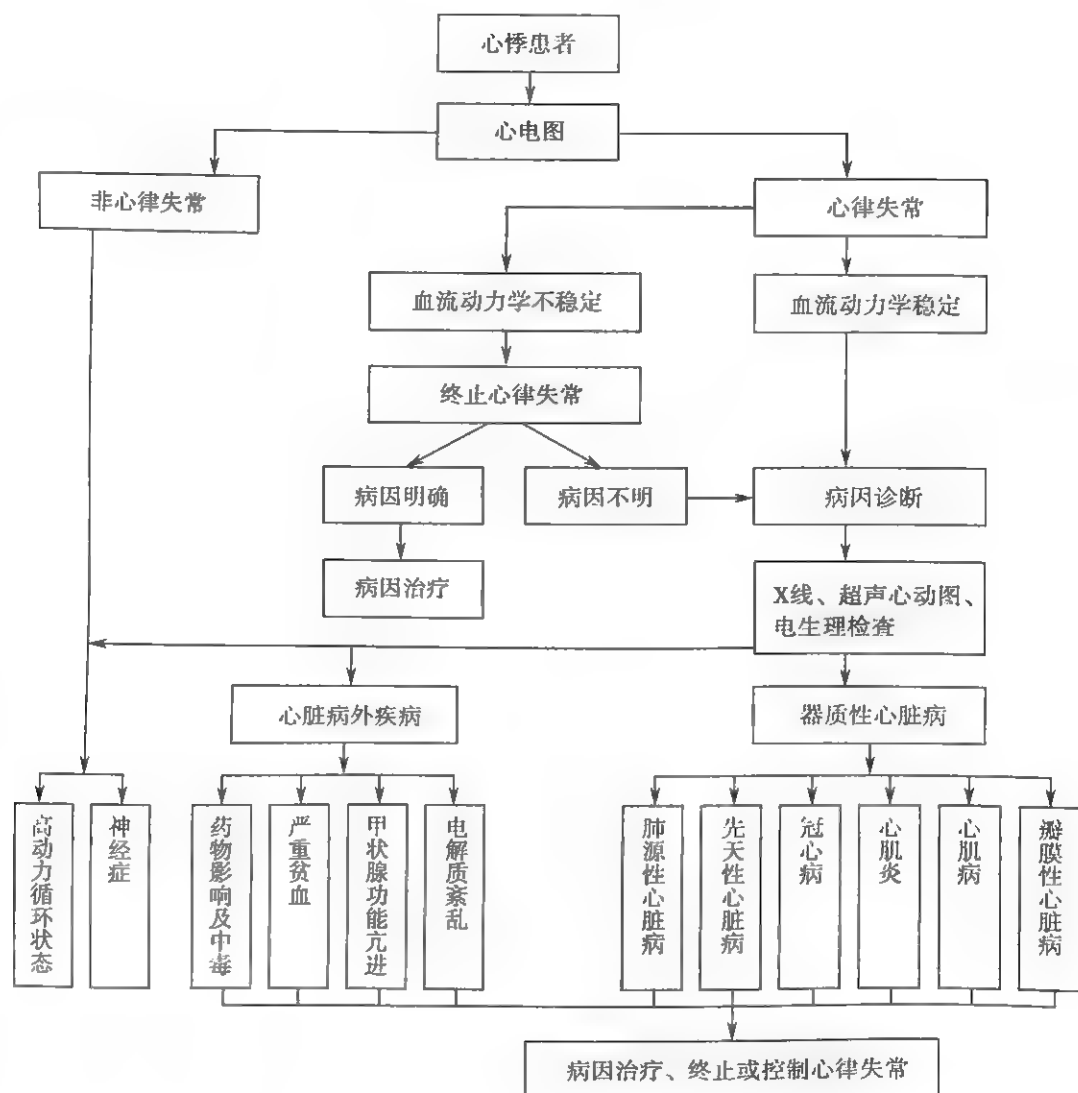 心悸患者
心电图
非心律失常
心律失常
血流动力学不稳定
血流动力学稳定
终止心律失常
病因明确
病因不明
病因诊断
病因治疗
X线、超声心动图、
电生理检查
心脏病外疾病
器质性心脏病
高动力循环状态
神经症
药物影响及中毒
严重贫血
甲状腺功能亢进
电解质紊乱
肺源性心脏病
先天性心脏病
冠心病
心肌炎
心肌病
瓣膜性心脏病
病因治疗、终止或控制心律失常